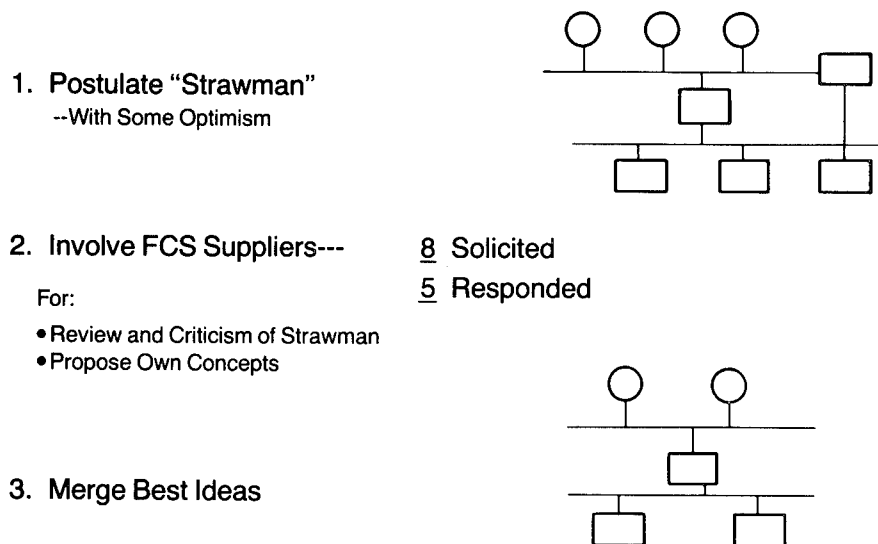 1. Postulate “Strawman”
--With Some Optimism
2. Involve FCS Suppliers---
8 Solicited
5 Responded
For:
• Review and Criticism of Strawman
• Propose Own Concepts
3. Merge Best Ideas